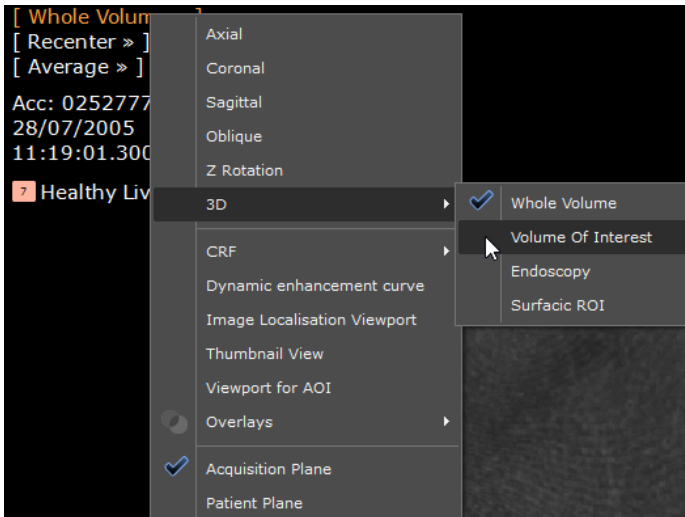 [ Whole Volum
[ Recenter » ]
[ Average » ]
Acc: 0252777
28/07/2005
11:19:01.300
7 Healthy Liv
Axial
Coronal
Sagittal
Oblique
Z Rotation
3D
CRF
Dynamic enhancement curve
Image Localisation Viewport
Thumbnail View
Viewport for AOI
Overlays
Acquisition Plane
Patient Plane
Whole Volume
Volume Of Interest
Endoscopy
Surfacic ROI